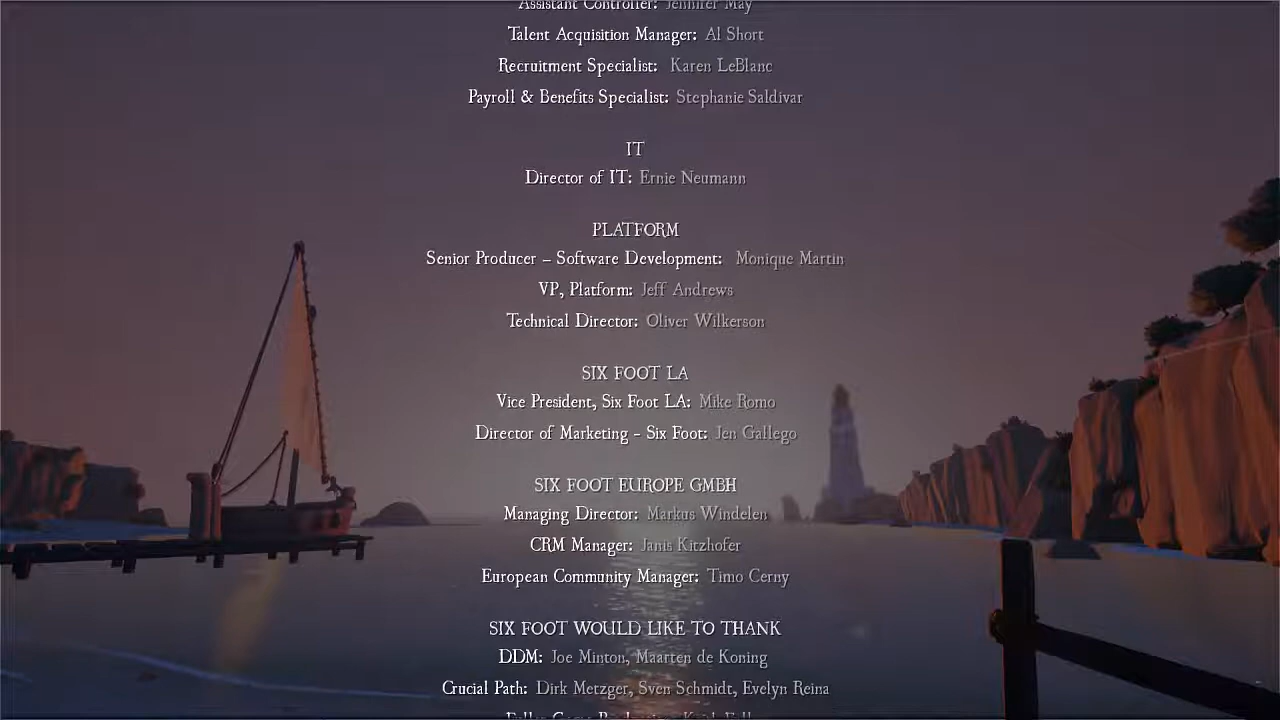 Assistant Controller: Jennifer May
Talent Acquisition Manager: Al Short
Recruitment Specialist: Karen LeBlanc
Payroll & Benefits Specialist: Stephanie Saldivar
IT
Director of IT: Ernie Neumann
PLATFORM
Senior Producer – Software Development: Monique Martin
VP, Platform: Jeff Andrews
Technical Director: Oliver Wilkerson
SIX FOOT LA
Vice President, Six Foot LA: Mike Romo
Director of Marketing - Six Foot: Jen Gallego
SIX FOOT EUROPE GMBH
Managing Director: Markus Windelen
CRM Manager: Janis Kitzhofer
European Community Manager: Timo Cerny
SIX FOOT WOULD LIKE TO THANK
DDM: Joe Minton, Maarten de Koning
Crucial Path: Dirk Metzger, Sven Schmidt, Evelyn Reina